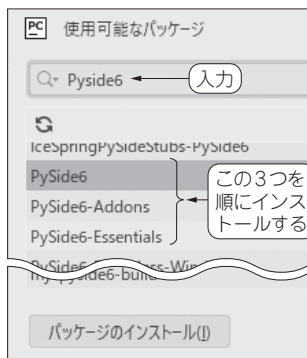 PC 使用可能なパッケージ
Pyside6
入力
IceSpringPySideStubs-PySide6
PySide6
PySide6-Addons
PySide6-Essentials
この3つを
順にインス
トールする
パッケージのインストール(I)